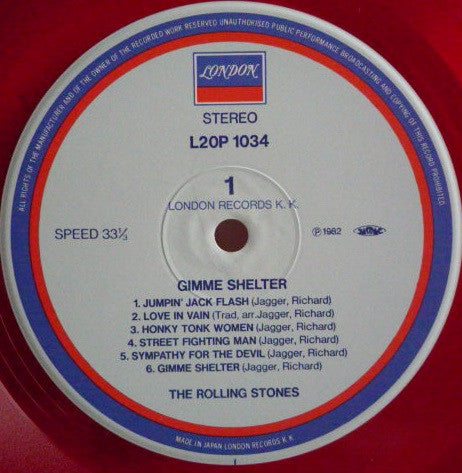 ALL RIGHTS OF THE MANUFACTURER AND OF THE OWNER OF THE RECORDED WORK RESERVED UNAUTHORISED PUBLIC PERFORMANCE BROADCASTING AND COPYING OF THIS RECORD PROHIBITED
LONDON
STEREO
L20P 1034
1
LONDON RECORDS K. K.
SPEED 33⅓
℗1982
GIMME SHELTER
1. JUMPIN' JACK FLASH (Jagger, Richard)
2. LOVE IN VAIN (Trad, arr.Jagger, Richard)
3. HONKY TONK WOMEN (Jagger, Richard)
4. STREET FIGHTING MAN (Jagger, Richard)
5. SYMPATHY FOR THE DEVIL (Jagger, Richard)
6. GIMME SHELTER (Jagger, Richard)
THE ROLLING STONES
MADE IN JAPAN LONDON RECORDS K. K.